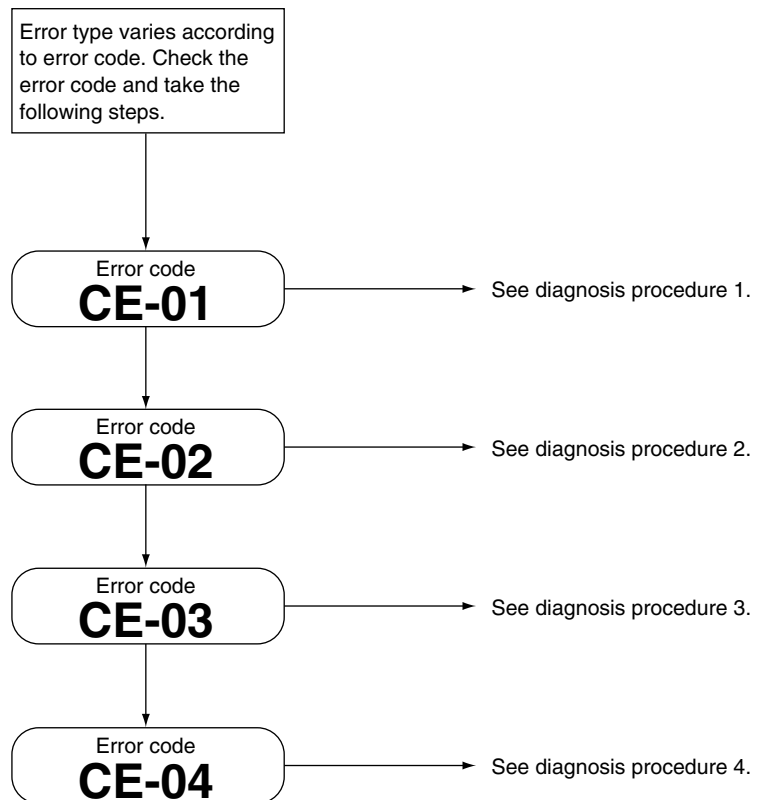 Error type varies according
to error code. Check the
error code and take the
following steps.
Error code
CE-01
See diagnosis procedure 1.
Error code
CE-02
See diagnosis procedure 2.
Error code
CE-03
See diagnosis procedure 3.
Error code
CE-04
See diagnosis procedure 4.